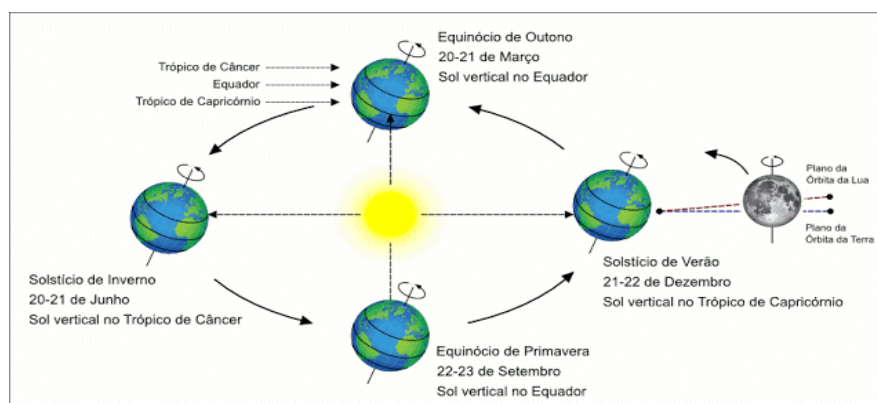 Equinócio de Outono
20-21 de Março
Sol vertical no Equador
Trópico de Câncer
Equador
Trópico de Capricórnio
Plano da
Órbita da Lua
Plano da
Órbita da Terra
Solstício de Inverno
20-21 de Junho
Sol vertical no Trópico de Câncer
Solstício de Verão
21-22 de Dezembro
Sol vertical no Trópico de Capricórnio
Equinócio de Primavera
22-23 de Setembro
Sol vertical no Equador